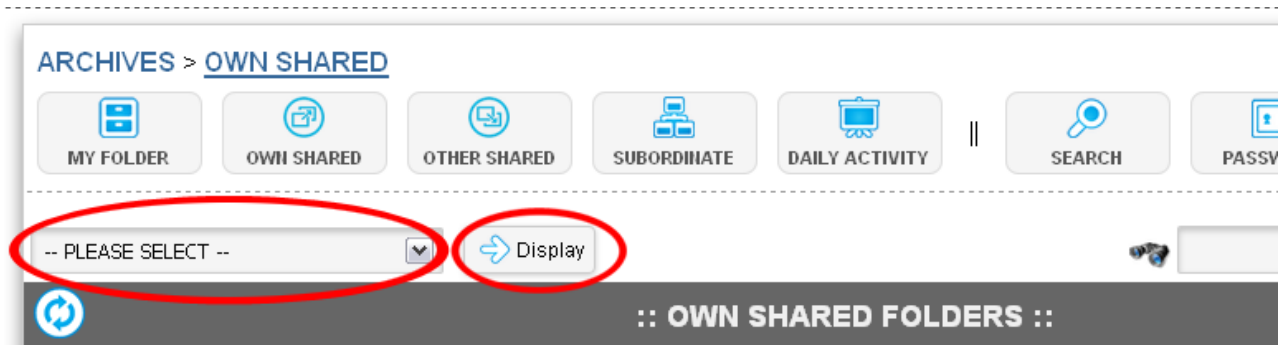 ARCHIVES > OWN SHARED
MY FOLDER OWN SHARED OTHER SHARED SUBORDINATE DAILY ACTIVITY || SEARCH PASSW
-- PLEASE SELECT -- Display
:: OWN SHARED FOLDERS ::